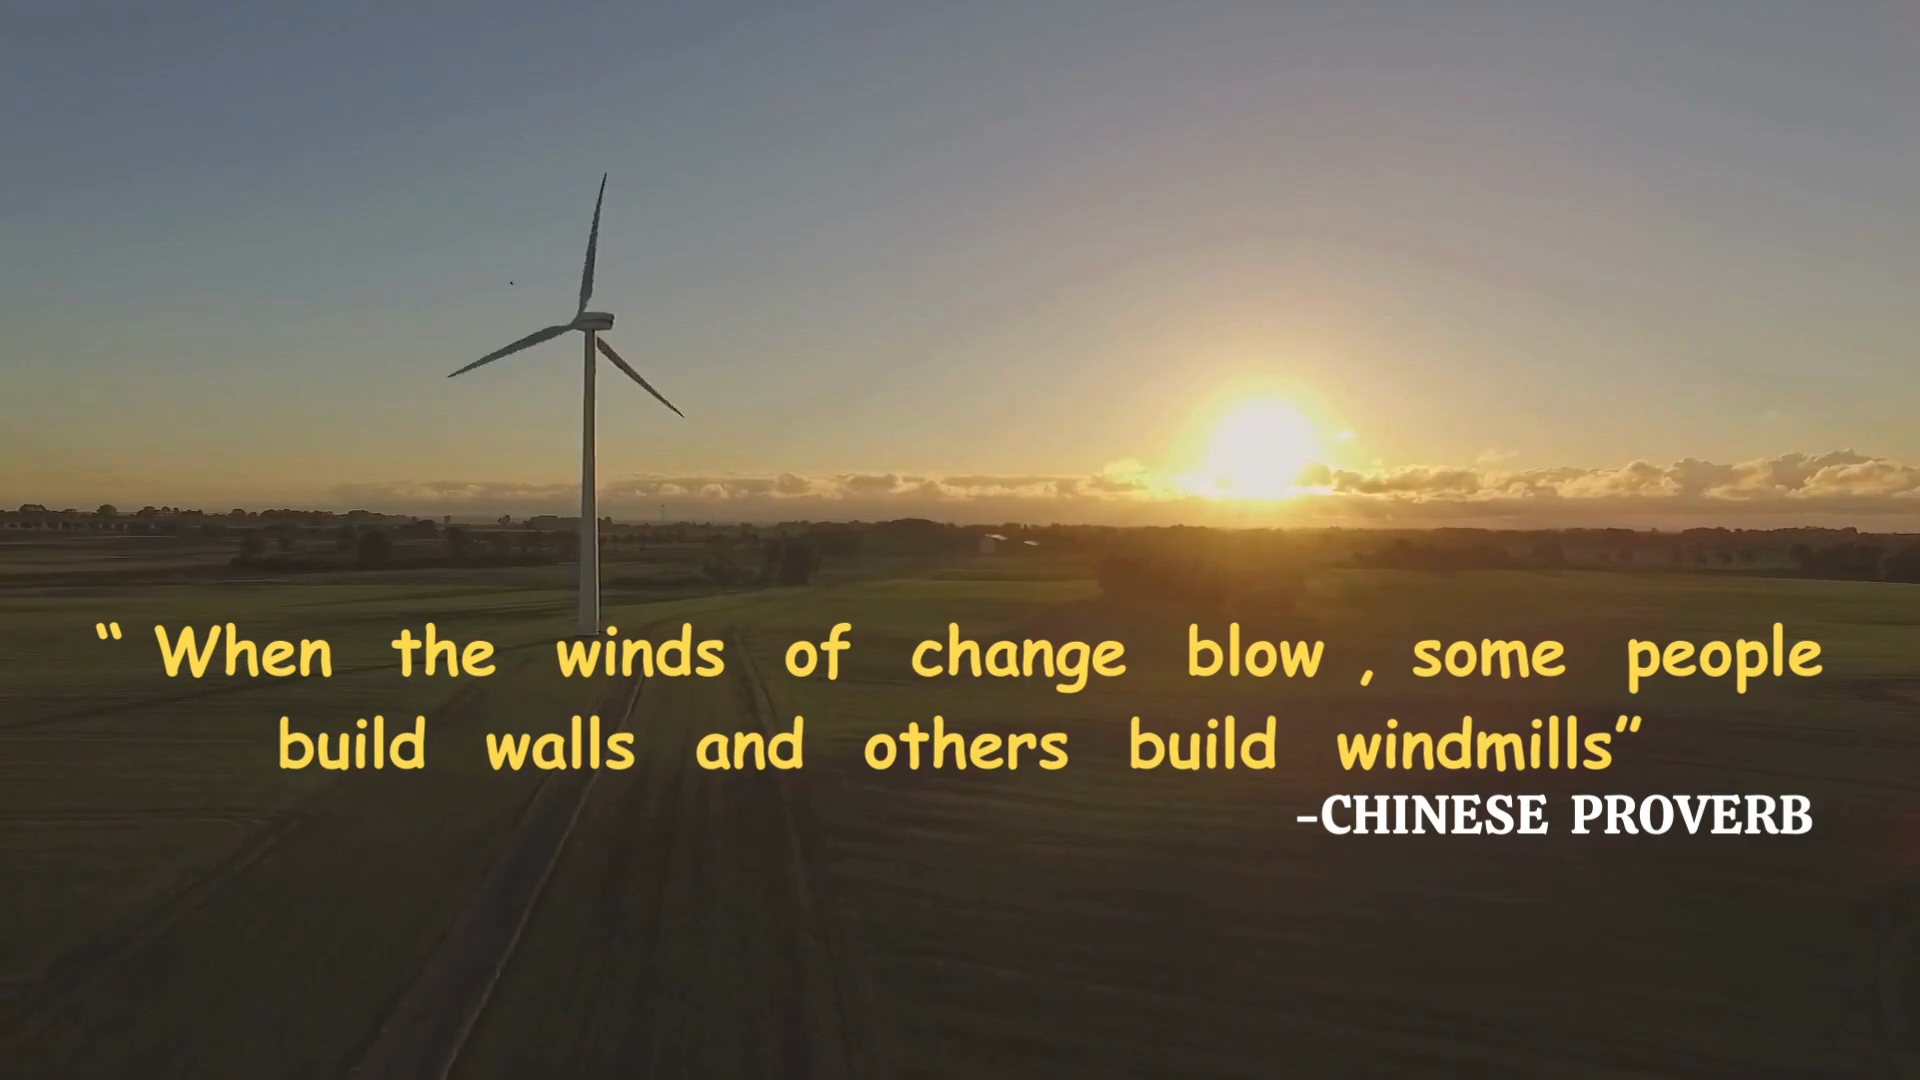 “ When the winds of change blow , some people
build walls and others build windmills”
-CHINESE PROVERB